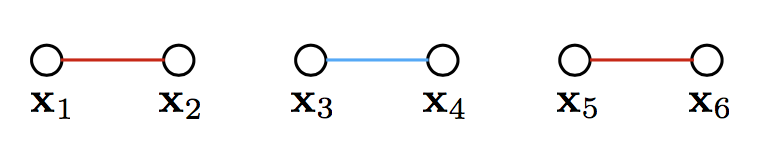 x₁ x₂ x₃ x₄ x₅ x₆